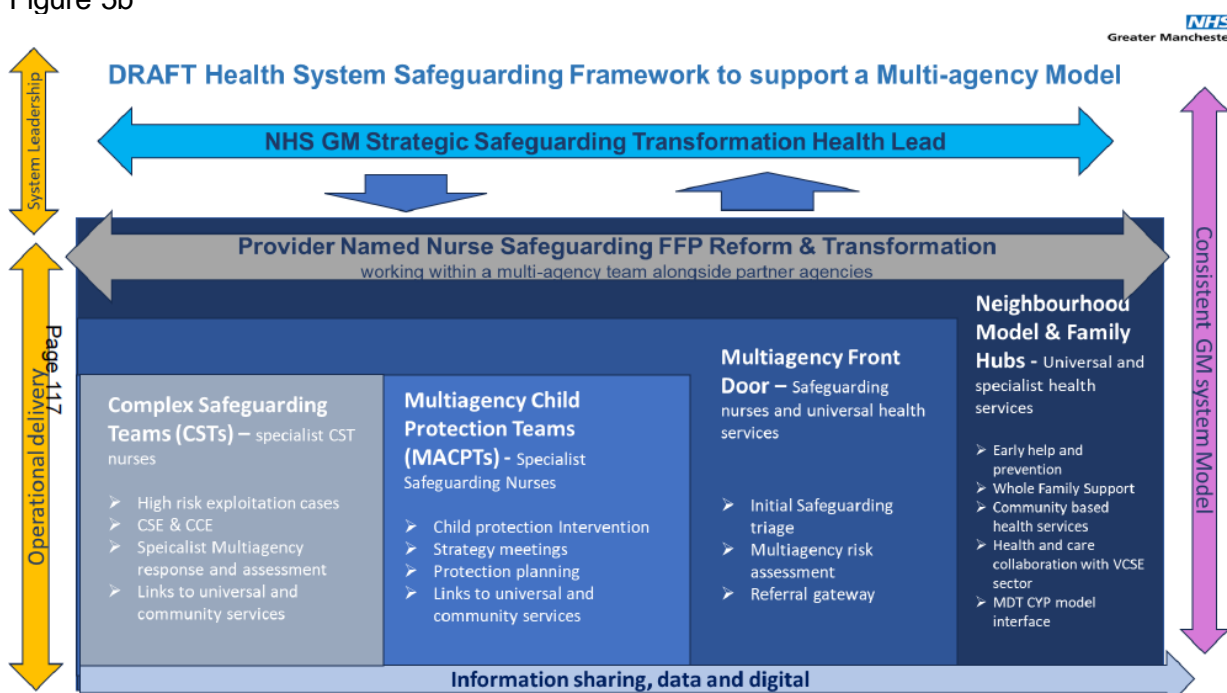 Figure 5b
NHS
Greater Manchester
DRAFT Health System Safeguarding Framework to support a Multi-agency Model
System Leadership
NHS GM Strategic Safeguarding Transformation Health Lead
Provider Named Nurse Safeguarding FFP Reform & Transformation
working within a multi-agency team alongside partner agencies
Operational delivery
Page 117
Complex Safeguarding
Teams (CSTs) – specialist CST
nurses
➢ High risk exploitation cases
➢ CSE & CCE
➢ Speicalist Multiagency
response and assessment
➢ Links to universal and
community services
Multiagency Child
Protection Teams
(MACPTs) - Specialist
Safeguarding Nurses
➢ Child protection Intervention
➢ Strategy meetings
➢ Protection planning
➢ Links to universal and
community services
Multiagency Front
Door – Safeguarding
nurses and universal health
services
➢ Initial Safeguarding
triage
➢ Multiagency risk
assessment
➢ Referral gateway
Neighbourhood
Model & Family
Hubs - Universal and
specialist health
services
➢ Early help and
prevention
➢ Whole Family Support
➢ Community based
health services
➢ Health and care
collaboration with VCSE
sector
➢ MDT CYP model
interface
Consistent GM system Model
Information sharing, data and digital